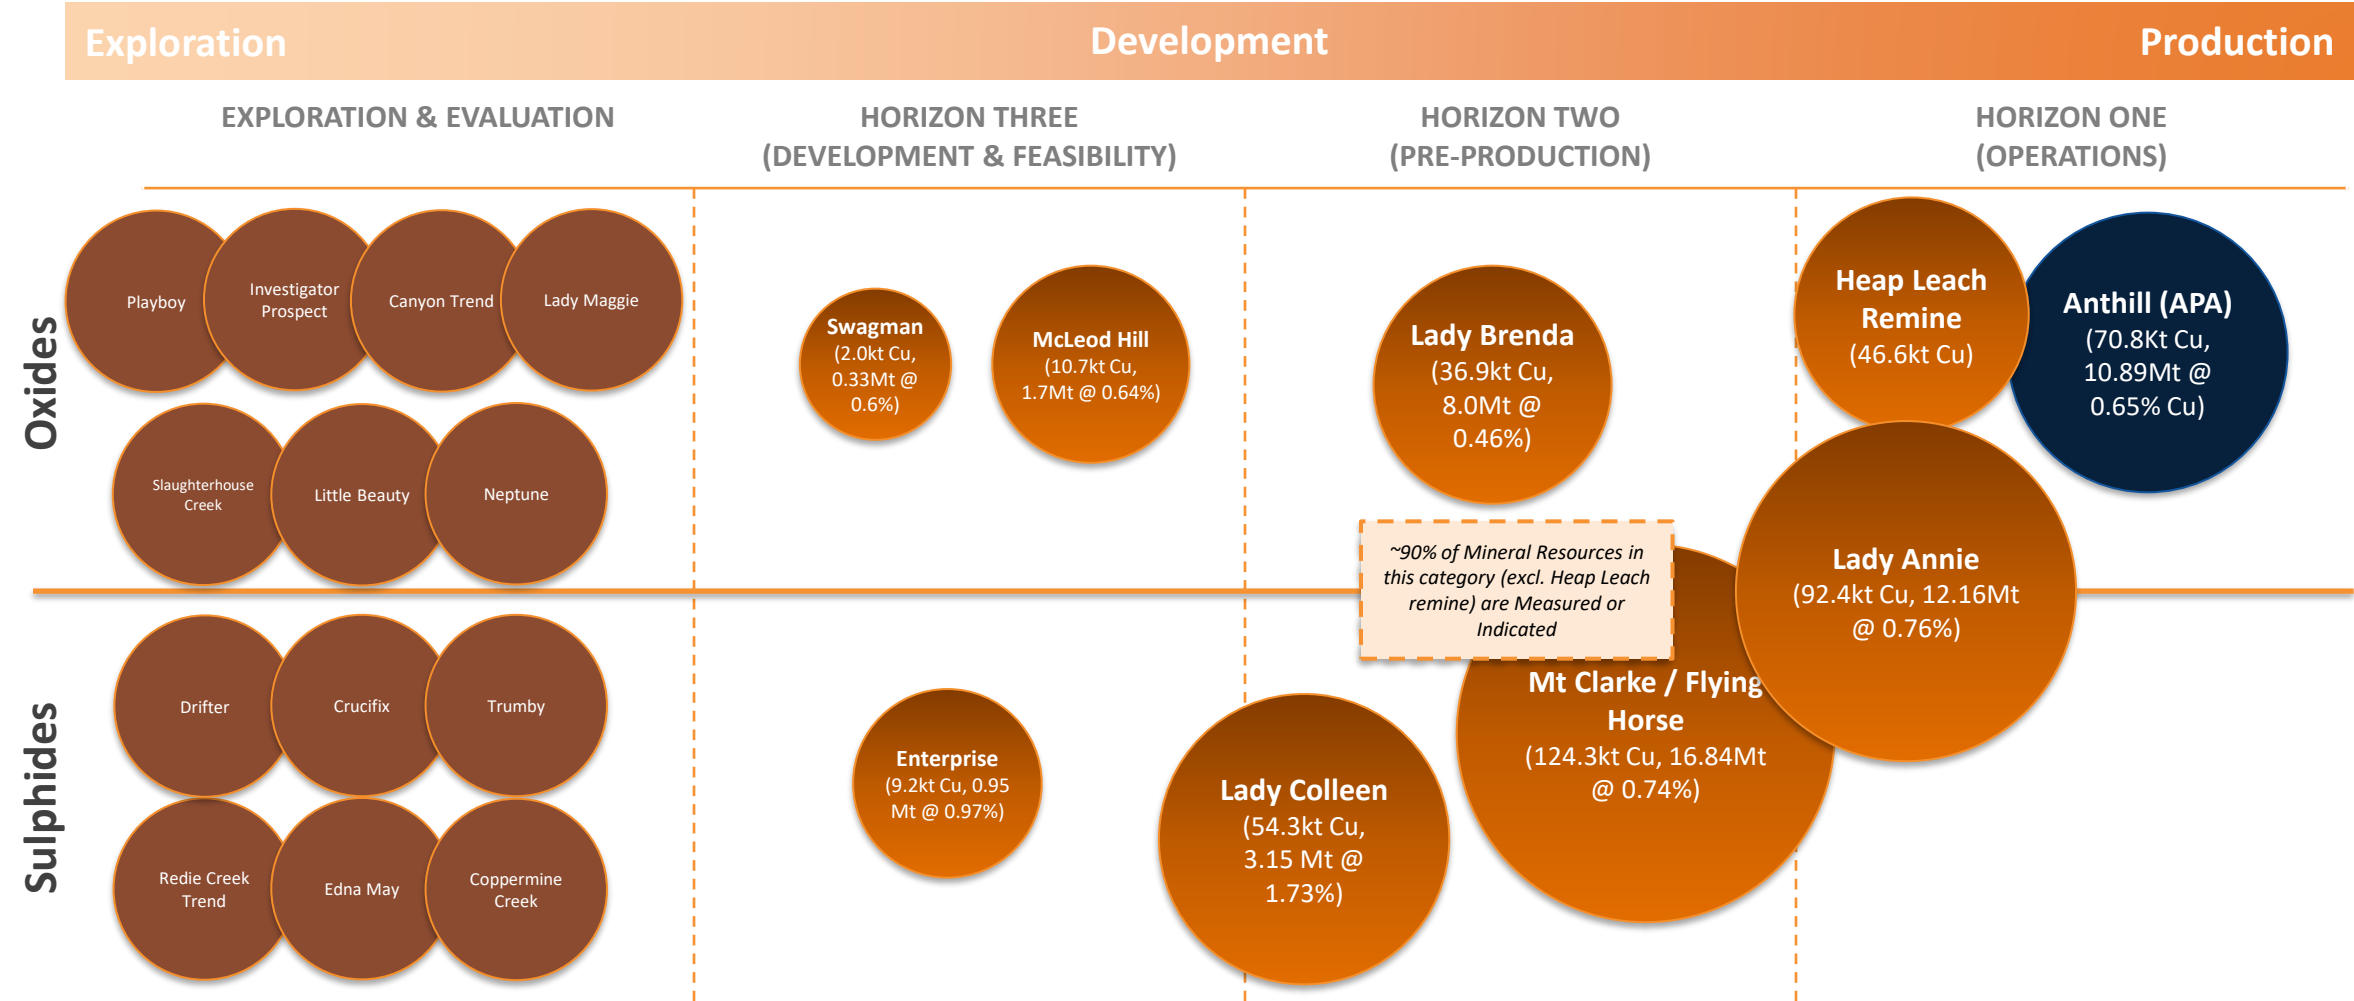 Exploration
Development
Production
EXPLORATION & EVALUATION
HORIZON THREE
(DEVELOPMENT & FEASIBILITY)
HORIZON TWO
(PRE-PRODUCTION)
HORIZON ONE
(OPERATIONS)
Oxides
Playboy
Investigator
Prospect
Canyon Trend
Lady Maggie
Slaughterhouse
Creek
Little Beauty
Neptune
Swagman
(2.0kt Cu,
0.33Mt @
0.6%)
McLeod Hill
(10.7kt Cu,
1.7Mt @ 0.64%)
Lady Brenda
(36.9kt Cu,
8.0Mt @
0.46%)
Heap Leach
Remine
(46.6kt Cu)
Anthill (APA)
(70.8Kt Cu,
10.89Mt @
0.65% Cu)
~90% of Mineral Resources in
this category (excl. Heap Leach
remine) are Measured or
Indicated
Lady Annie
(92.4kt Cu, 12.16Mt
@ 0.76%)
Sulphides
Drifter
Crucifix
Trumby
Redie Creek
Trend
Edna May
Coppermine
Creek
Enterprise
(9.2kt Cu, 0.95
Mt @ 0.97%)
Lady Colleen
(54.3kt Cu,
3.15 Mt @
1.73%)
Mt Clarke / Flying
Horse
(124.3kt Cu, 16.84Mt
@ 0.74%)